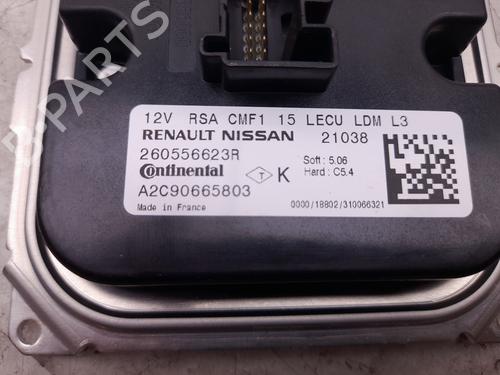 B-PARTS
12V RSA CMF1 15 LECU LDM L3
RENAULT NISSAN 21038
260556623R
Soft : 5.06
Continental T K
Hard : C5.4
A2C90665803
Made in France
0000/18802/310066321